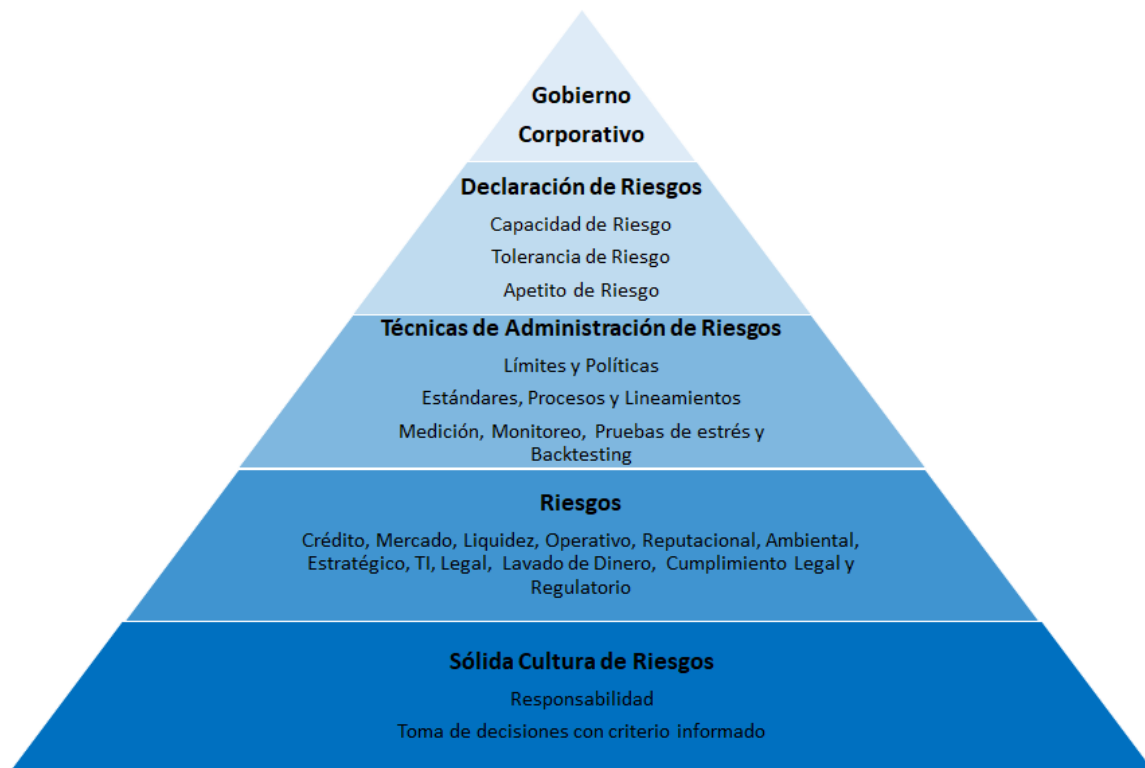 Gobierno
Corporativo
Declaración de Riesgos
Capacidad de Riesgo
Tolerancia de Riesgo
Apetito de Riesgo
Técnicas de Administración de Riesgos
Límites y Políticas
Estándares, Procesos y Lineamientos
Medición, Monitoreo, Pruebas de estrés y
Backtesting
Riesgos
Crédito, Mercado, Liquidez, Operativo, Reputacional, Ambiental,
Estratégico, TI, Legal, Lavado de Dinero, Cumplimiento Legal y
Regulatorio
Sólida Cultura de Riesgos
Responsabilidad
Toma de decisiones con criterio informado